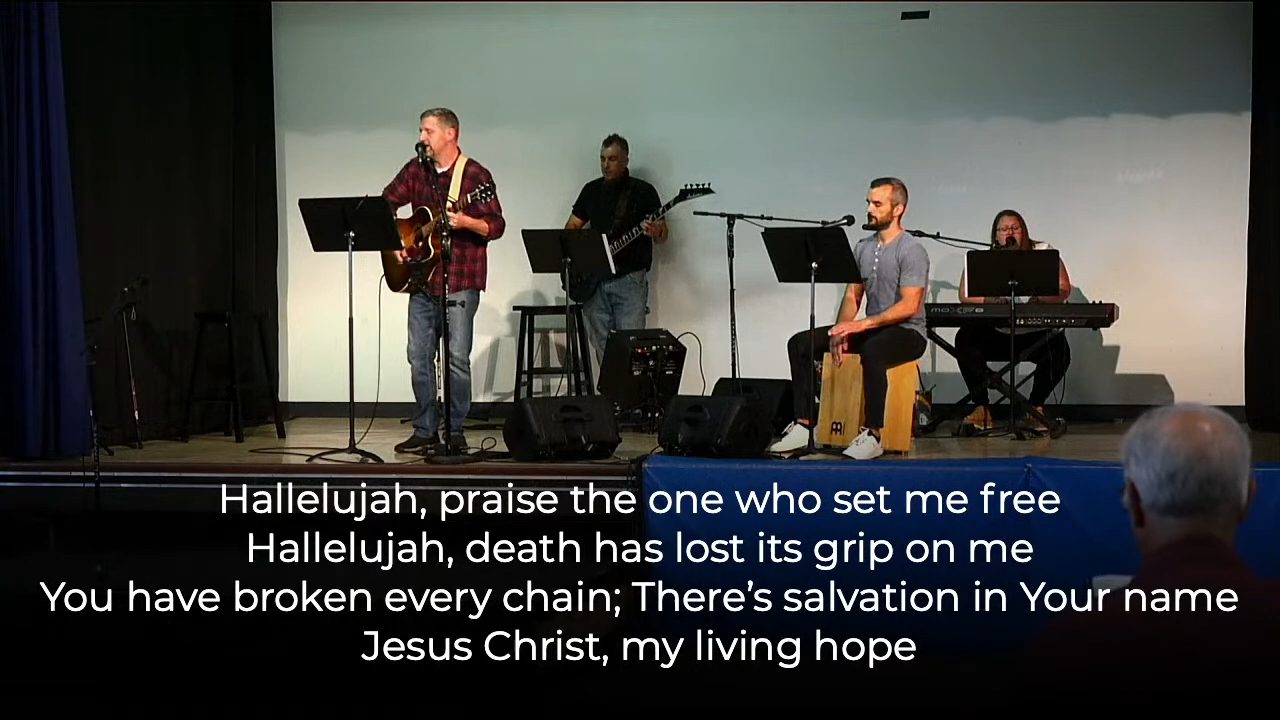 MOXF8
Hallelujah, praise the one who set me free
Hallelujah, death has lost its grip on me
You have broken every chain; There’s salvation in Your name
Jesus Christ, my living hope